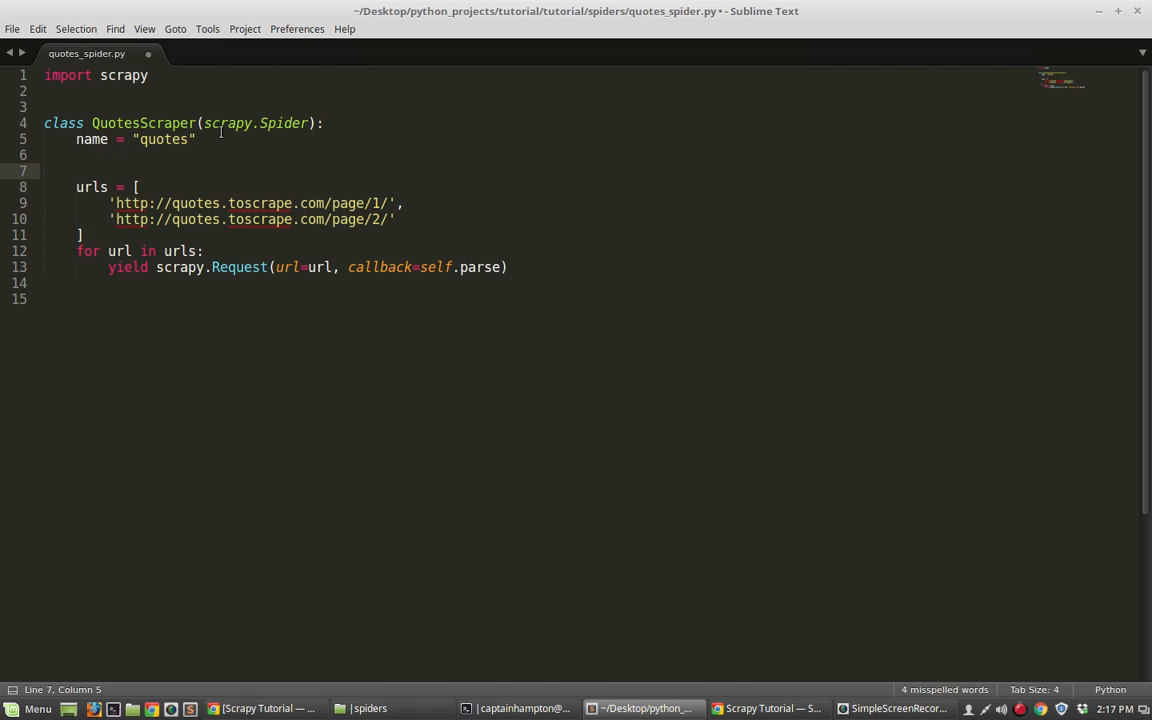 ~/Desktop/python_projects/tutorial/tutorial/spiders/quotes_spider.py • - Sublime Text
File Edit Selection Find View Goto Tools Project Preferences Help
quotes_spider.py
1 import scrapy
2
3
4 class QuotesScraper(scrapy.Spider):
5 name = "quotes"
6
7
8 urls = [
9 'http://quotes.toscrape.com/page/1/',
10 'http://quotes.toscrape.com/page/2/'
11 ]
12 for url in urls:
13 yield scrapy.Request(url=url, callback=self.parse)
14
15
Line 7, Column 5 4 misspelled words Tab Size: 4 Python
Menu [Scrapy Tutorial — ... |spiders |captainhampton@... ~/Desktop/python_... Scrapy Tutorial — S... SimpleScreenRecor... 2:17 PM